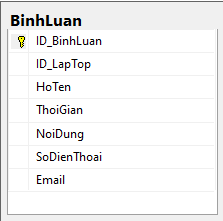 BinhLuan
ID_BinhLuan
ID_LapTop
HoTen
ThoiGian
NoiDung
SoDienThoai
Email